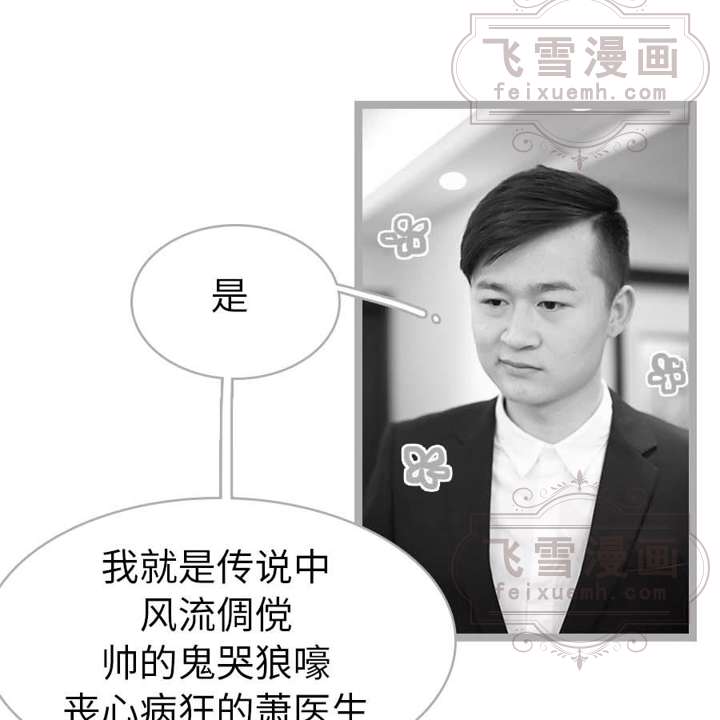 飞雪漫画
feixuemh.com
是
我就是传说中
风流倜傥
帅的鬼哭狼嚎
丧心病狂的萧医生
飞雪漫画
feixuemh.com